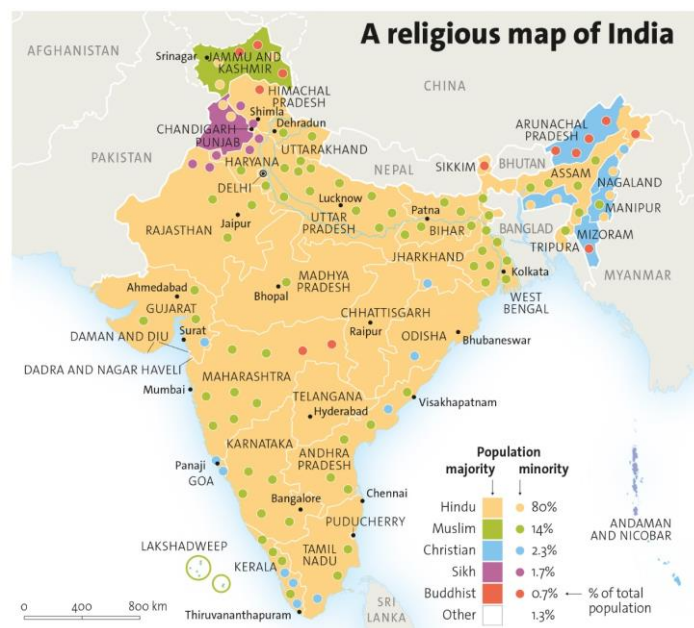 A religious map of India
AFGHANISTAN
Srinagar
JAMMU AND
KASHMIR
CHINA
HIMACHAL
PRADESH
Shimla
CHANDIGARH
Dehradun
PUNJAB
UTTARAKHAND
PAKISTAN
HARYANA
DELHI
NEPAL
SIKKIM
BHUTAN
ARUNACHAL
PRADESH
ASSAM
NAGALAND
MANIPUR
MIZORAM
TRIPURA
BANGLAD
MYANMAR
RAJASTHAN
Jaipur
Lucknow
UTTAR
PRADESH
Patna
BIHAR
JHARKHAND
Kolkata
WEST
BENGAL
Ahmedabad
GUJARAT
MADHYA
PRADESH
Bhopal
CHHATTISGARH
Raipur
ODISHA
Bhubaneswar
DAMAN AND DIU
Surat
DADRA AND NAGAR HAVELI
Mumbai
MAHARASHTRA
TELANGANA
Hyderabad
Visakhapatnam
KARNATAKA
ANDHRA
PRADESH
Panaji
GOA
Bangalore
Chennai
PUDUCHERRY
LAKSHADWEEP
KERALA
TAMIL
NADU
Thiruvananthapuram
SRI
LANKA
ANDAMAN
AND NICOBAR
Population
majority minority
Hindu 80%
Muslim 14%
Christian 2.3%
Sikh 1.7%
Buddhist 0.7% % of total
population
Other 1.3%
0 400 800 km